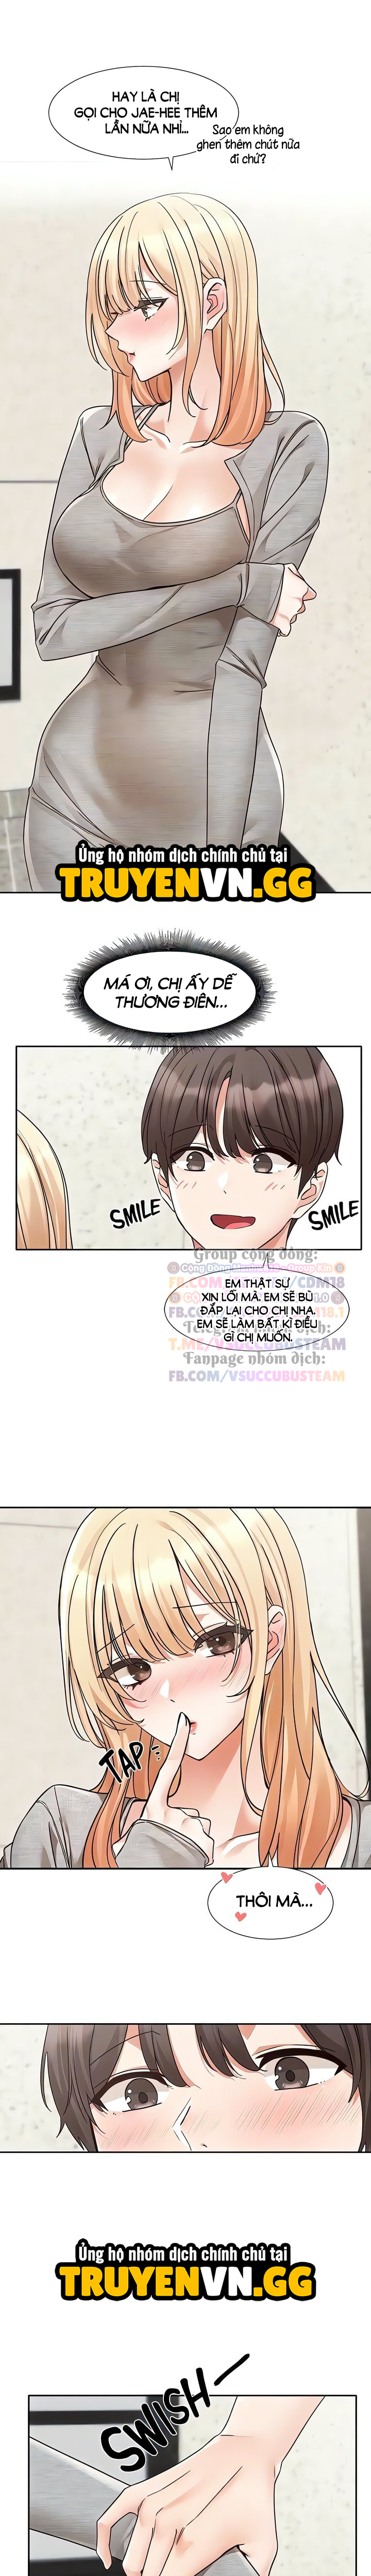 HAY LÀ CHỊ
GỌI CHO JAE-HEE THÊM
LẦN NỮA NHỈ...
Sao em không
ghen thêm chút nữa
đi chứ?
Ủng hộ nhóm dịch chính chủ tại
TRUYENVN.GG
MÁ ƠI, CHỊ ẤY DỄ
THƯƠNG ĐIÊN...
SMILE
SMILE
Group cộng đồng:
EM THẬT SỰ
XIN LỖI MÀ. EM SẼ BÙ
ĐẮP LẠI CHO CHỊ NHA.
EM SẼ LÀM BẤT KÌ ĐIỀU
GÌ CHỊ MUỐN.
T.ME/VSUCCUBUSTEAM
Fanpage nhóm dịch:
FB.COM/VSUCCUBUSTEAM
TAP
THÔI MÀ...
Ủng hộ nhóm dịch chính chủ tại
TRUYENVN.GG
SWISH